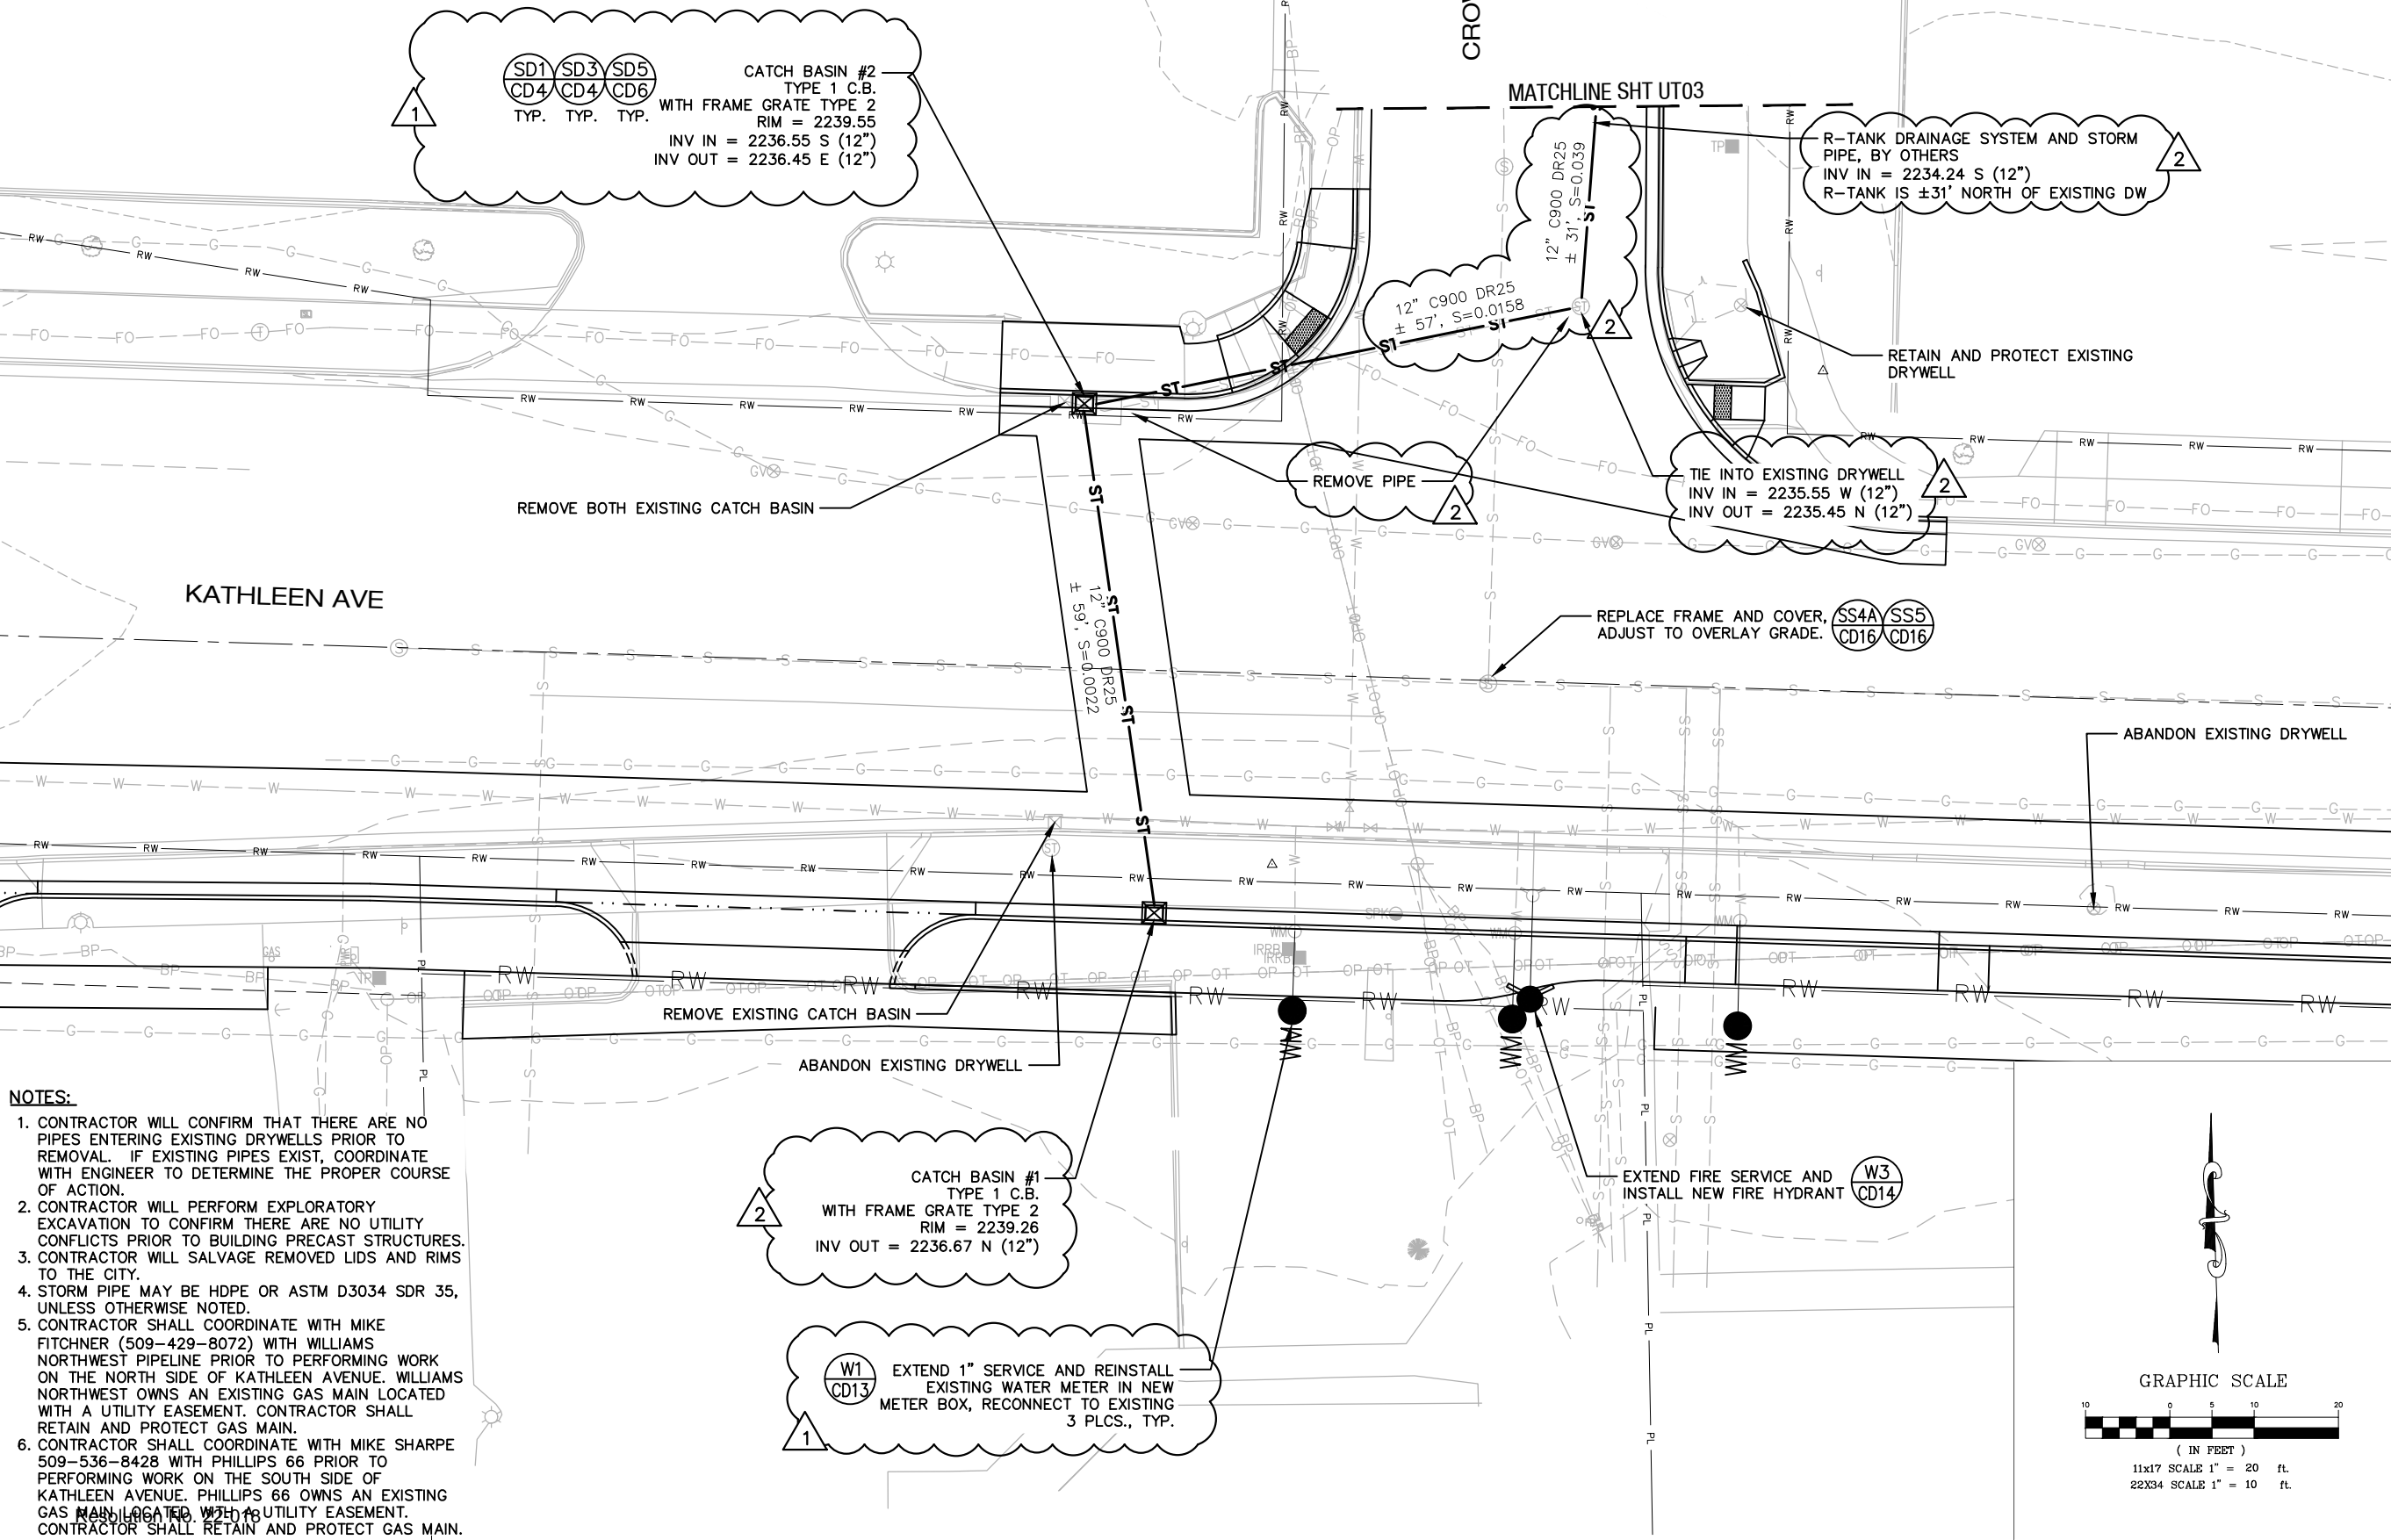 CROW
MATCHLINE SHT UT03
SD1 SD3 SD5
CD4 CD4 CD6
TYP. TYP. TYP.
1
CATCH BASIN #2
TYPE 1 C.B.
WITH FRAME GRATE TYPE 2
RIM = 2239.55
INV IN = 2236.55 S (12")
INV OUT = 2236.45 E (12")
R-TANK DRAINAGE SYSTEM AND STORM
PIPE, BY OTHERS
INV IN = 2234.24 S (12")
R-TANK IS ±31' NORTH OF EXISTING DW
2
12" C900 DR25
± 31', S=0.039
12" C900 DR25
± 57', S=0.0158
2
RETAIN AND PROTECT EXISTING
DRYWELL
REMOVE BOTH EXISTING CATCH BASIN
REMOVE PIPE
2
TIE INTO EXISTING DRYWELL
INV IN = 2235.55 W (12")
INV OUT = 2235.45 N (12")
2
KATHLEEN AVE
12" C900 DR25
± 59', S=0.0022
REPLACE FRAME AND COVER,
ADJUST TO OVERLAY GRADE.
SS4A SS5
CD16 CD16
ABANDON EXISTING DRYWELL
REMOVE EXISTING CATCH BASIN
ABANDON EXISTING DRYWELL
CATCH BASIN #1
TYPE 1 C.B.
WITH FRAME GRATE TYPE 2
RIM = 2239.26
INV OUT = 2236.67 N (12")
2
EXTEND FIRE SERVICE AND
INSTALL NEW FIRE HYDRANT
W3
CD14
W1
CD13
EXTEND 1" SERVICE AND REINSTALL
EXISTING WATER METER IN NEW
METER BOX, RECONNECT TO EXISTING
3 PLCS., TYP.
1
NOTES:
1. CONTRACTOR WILL CONFIRM THAT THERE ARE NO
PIPES ENTERING EXISTING DRYWELLS PRIOR TO
REMOVAL. IF EXISTING PIPES EXIST, COORDINATE
WITH ENGINEER TO DETERMINE THE PROPER COURSE
OF ACTION.
2. CONTRACTOR WILL PERFORM EXPLORATORY
EXCAVATION TO CONFIRM THERE ARE NO UTILITY
CONFLICTS PRIOR TO BUILDING PRECAST STRUCTURES.
3. CONTRACTOR WILL SALVAGE REMOVED LIDS AND RIMS
TO THE CITY.
4. STORM PIPE MAY BE HDPE OR ASTM D3034 SDR 35,
UNLESS OTHERWISE NOTED.
5. CONTRACTOR SHALL COORDINATE WITH MIKE
FITCHNER (509-429-8072) WITH WILLIAMS
NORTHWEST PIPELINE PRIOR TO PERFORMING WORK
ON THE NORTH SIDE OF KATHLEEN AVENUE. WILLIAMS
NORTHWEST OWNS AN EXISTING GAS MAIN LOCATED
WITH A UTILITY EASEMENT. CONTRACTOR SHALL
RETAIN AND PROTECT GAS MAIN.
6. CONTRACTOR SHALL COORDINATE WITH MIKE SHARPE
509-536-8428 WITH PHILLIPS 66 PRIOR TO
PERFORMING WORK ON THE SOUTH SIDE OF
KATHLEEN AVENUE. PHILLIPS 66 OWNS AN EXISTING
GAS MAIN LOCATED WITH A UTILITY EASEMENT.
CONTRACTOR SHALL RETAIN AND PROTECT GAS MAIN.
Resolution No. 22-018
GRAPHIC SCALE
10 0 5 10 20
( IN FEET )
11x17 SCALE 1" = 20 ft.
22X34 SCALE 1" = 10 ft.